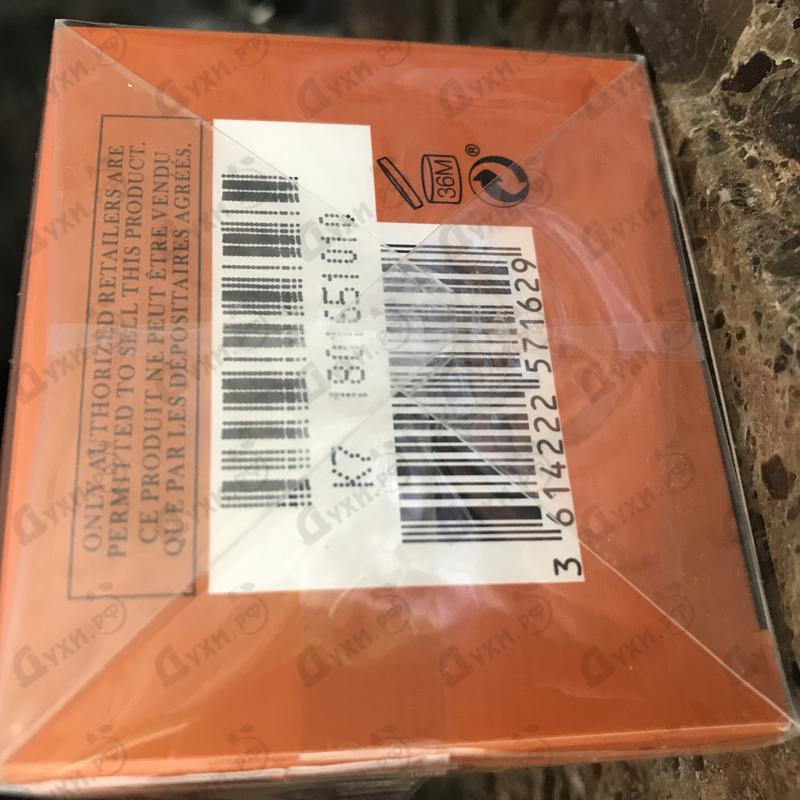 ONLY AUTHORIZED RETAILERS ARE
PERMITTED TO SELL THIS PRODUCT.
CE PRODUIT NE PEUT ÊTRE VENDU
QUE PAR LES DÉPOSITAIRES AGRÉÉS.
K7
36M
®
3 614222 571629
Духи.рф